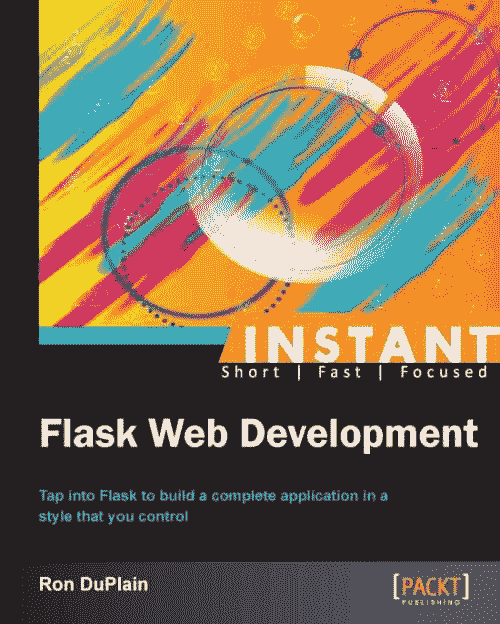 INSTANT
Short | Fast | Focused
Flask Web Development
Tap into Flask to build a complete application in a
style that you control
Ron DuPlain
[PACKT]
PUBLISHING